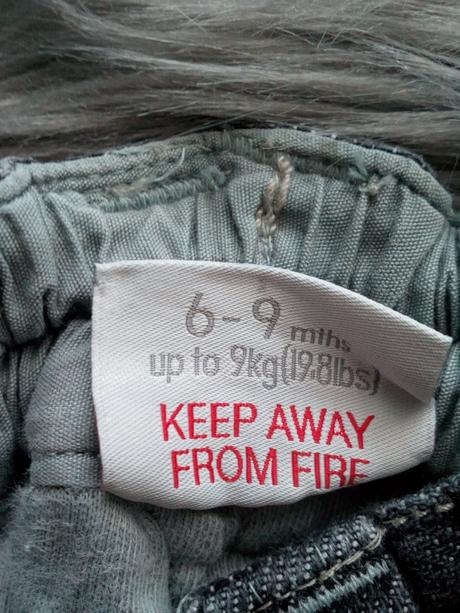 6-9 mths
up to 9kg(19.8lbs)
KEEP AWAY
FROM FIRE